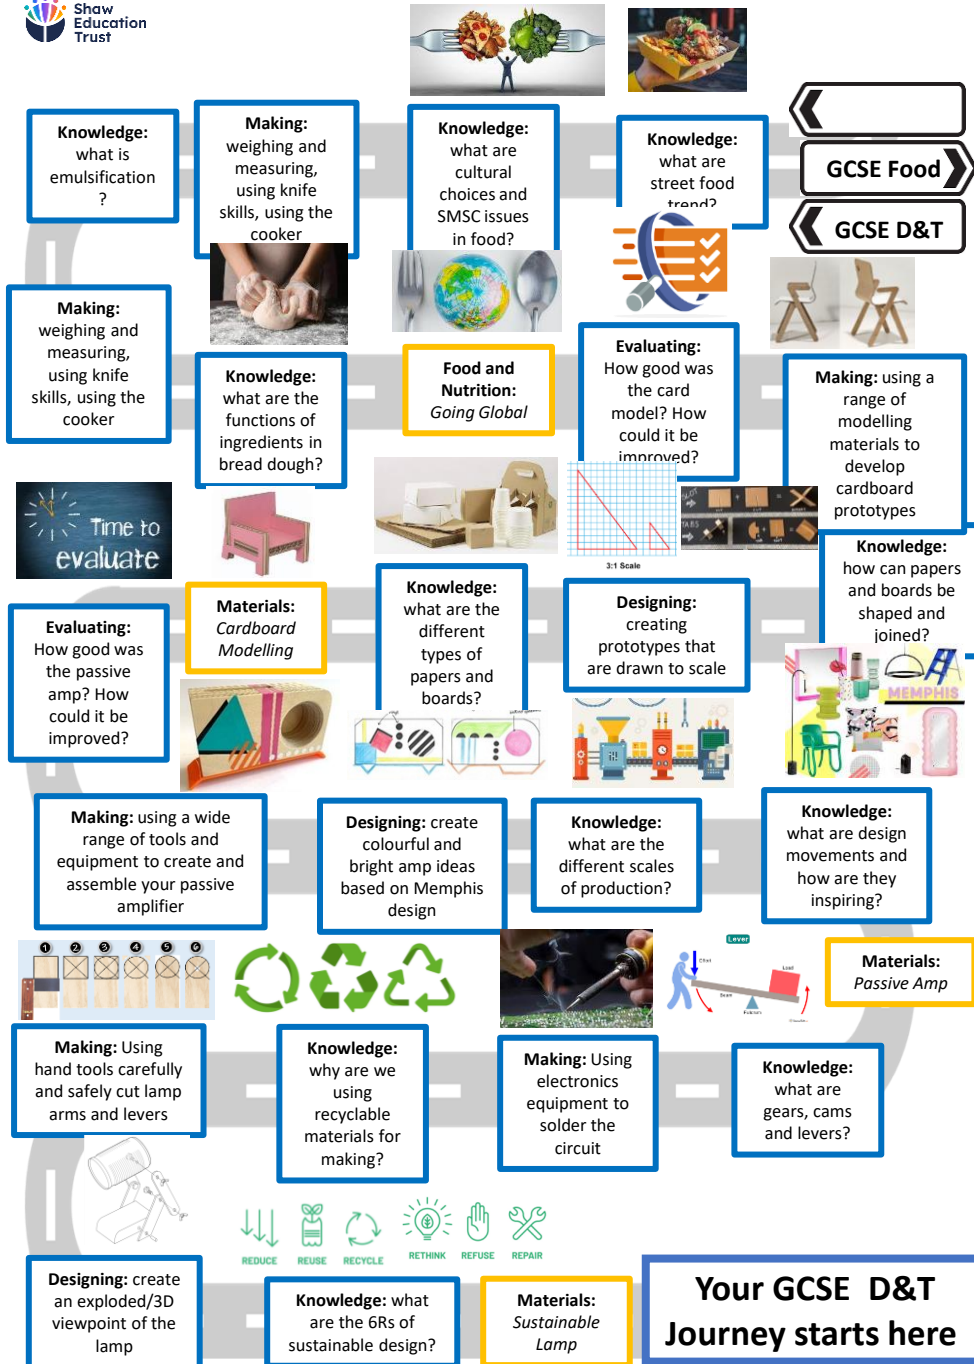 Shaw
Education
Trust
Knowledge:
what is
emulsification
?
Making:
weighing and
measuring,
using knife
skills, using the
cooker
Knowledge:
what are
cultural
choices and
SMSC issues
in food?
Knowledge:
what are
street food
trend?
GCSE Food
GCSE D&T
Making:
weighing and
measuring,
using knife
skills, using the
cooker
Knowledge:
what are the
functions of
ingredients in
bread dough?
Food and
Nutrition:
Going Global
Evaluating:
How good was
the card
model? How
could it be
improved?
Making: using a
range of
modelling
materials to
develop
cardboard
prototypes
Time to
evaluate
3:1 Scale
SLOT
TABS
Knowledge:
how can papers
and boards be
shaped and
joined?
Evaluating:
How good was
the passive
amp? How
could it be
improved?
Materials:
Cardboard
Modelling
Knowledge:
what are the
different
types of
papers and
boards?
Designing:
creating
prototypes that
are drawn to scale
MEMPHIS
Making: using a wide
range of tools and
equipment to create and
assemble your passive
amplifier
Designing: create
colourful and
bright amp ideas
based on Memphis
design
Knowledge:
what are the
different scales
of production?
Knowledge:
what are design
movements and
how are they
inspiring?
1 2 3 4 5 6
Lever
Effort
Load
Beam
Fulcrum
Materials:
Passive Amp
Making: Using
hand tools carefully
and safely cut lamp
arms and levers
Knowledge:
why are we
using
recyclable
materials for
making?
Making: Using
electronics
equipment to
solder the
circuit
Knowledge:
what are
gears, cams
and levers?
REDUCE REUSE RECYCLE RETHINK REFUSE REPAIR
Designing: create
an exploded/3D
viewpoint of the
lamp
Knowledge: what
are the 6Rs of
sustainable design?
Materials:
Sustainable
Lamp
Your GCSE D&T
Journey starts here